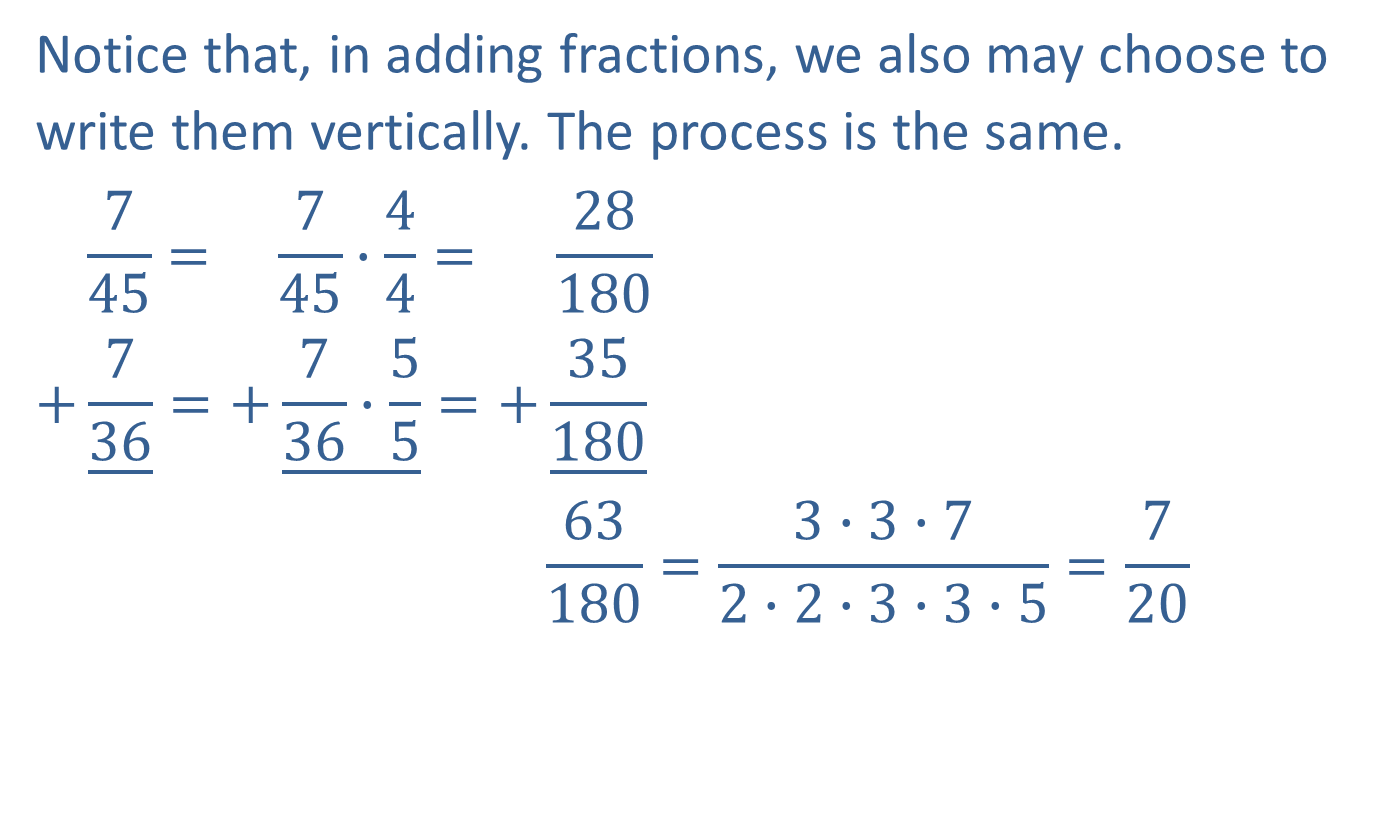 Notice that, in adding fractions, we also may choose to
write them vertically. The process is the same.
7/45 = 7/45 · 4/4 = 28/180
+ 7/36 = + 7/36 · 5/5 = + 35/180
63/180 = 3 · 3 · 7/2 · 2 · 3 · 3 · 5 = 7/20